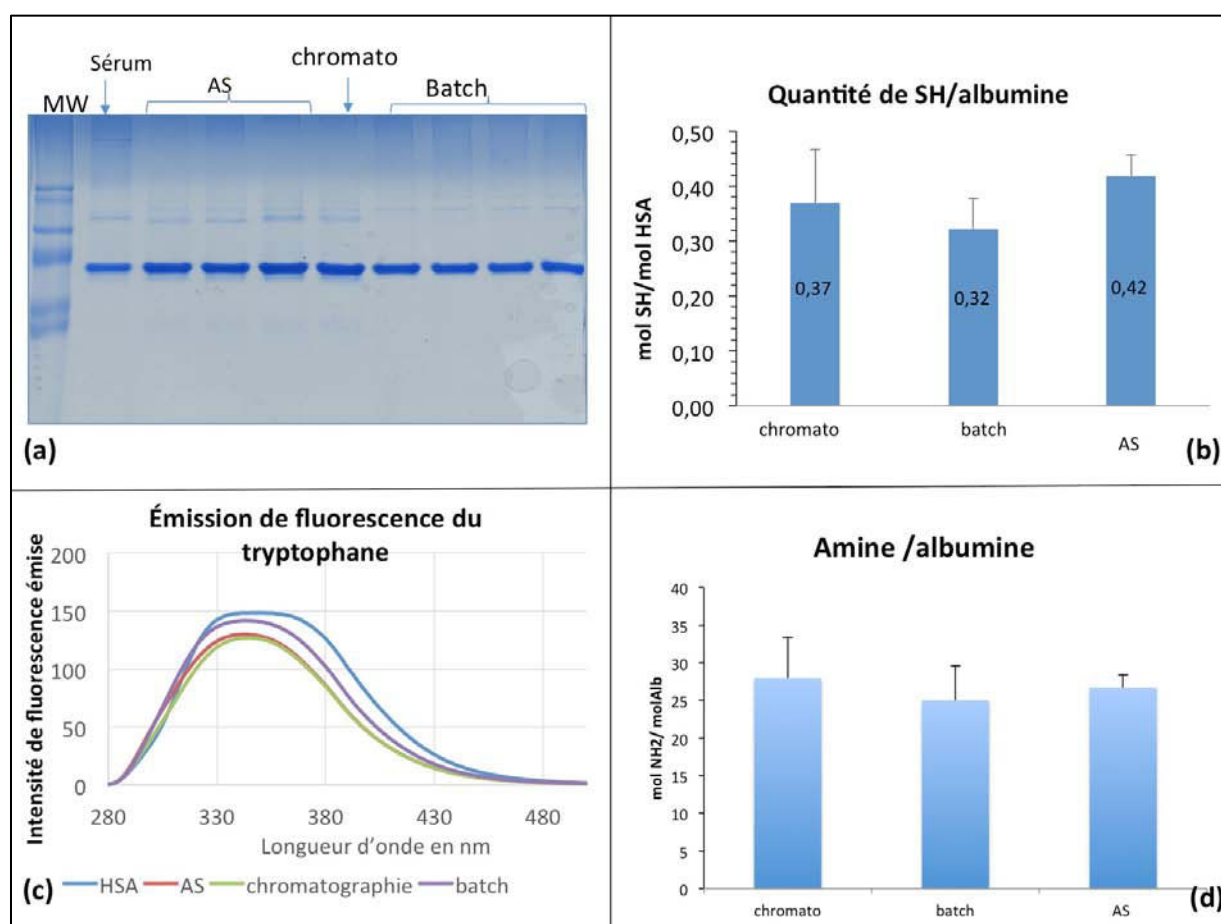 Sérum
chromato
AS
Batch
MW
(a)
Quantité de SH/albumine
mol SH/mol HSA
0,50
0,40
0,30
0,20
0,10
0,00
0,37
0,32
0,42
chromato
batch
AS
(b)
Émission de fluorescence du
tryptophane
Intensité de fluorescence émise
200
150
100
50
0
280
330
380
430
480
Longueur d'onde en nm
HSA
AS
chromatographie
batch
(c)
Amine /albumine
mol NH2/ molAlb
40
35
30
25
20
15
10
5
0
chromato
batch
AS
(d)